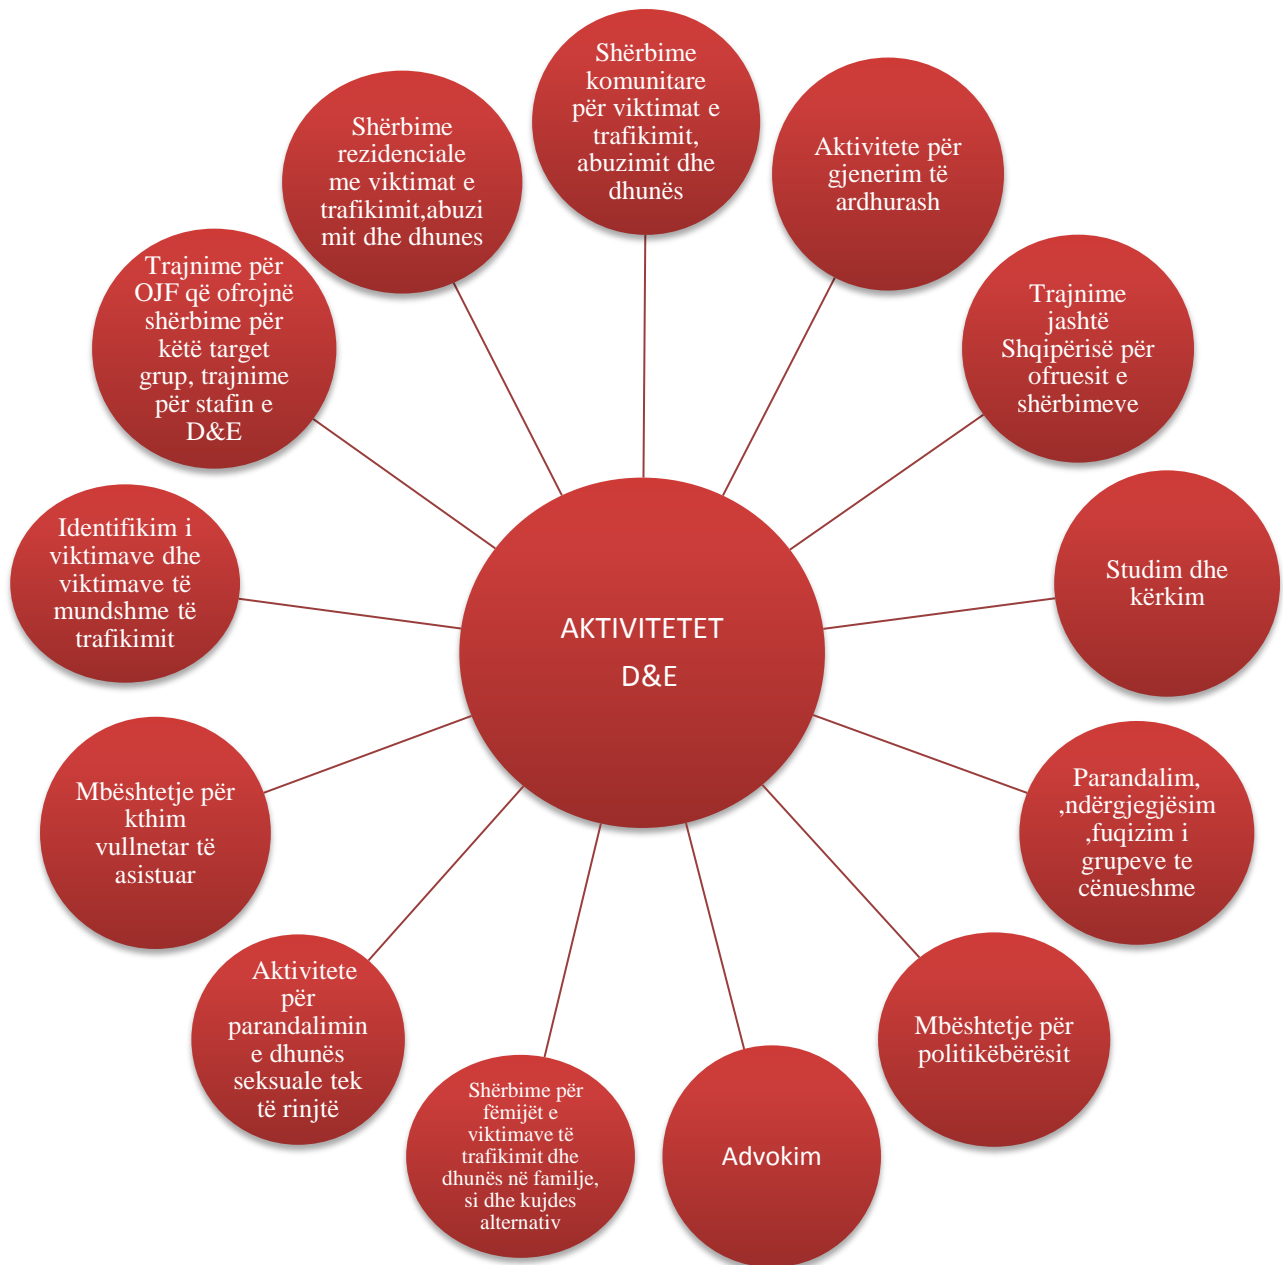 Shërbime
komunitare
për viktimat e
trafikimit,
abuzimit dhe
dhunës
Aktivitete për
gjenerim të
ardhurash
Trajnime
jashtë
Shqipërisë për
ofruesit e
shërbimeve
Studim dhe
kërkim
Parandalim,
,ndërgjegjësim
,fuqizim i
grupeve te
cënueshme
Mbështetje për
politikëbërësit
Advokim
Shërbime për
fëmijët e
viktimave të
trafikimit dhe
dhunës në familje,
si dhe kujdes
alternativ
Aktivitete
për
parandalimin
e dhunës
seksuale tek
të rinjtë
Mbështetje për
kthim
vullnetar të
asistuar
Identifikim i
viktimave dhe
viktimave të
mundshme të
trafikimit
Trajnime për
OJF që ofrojnë
shërbime për
këtë target
grup, trajnime
për stafin e
D&E
Shërbime
rezidenciale
me viktimat e
trafikimit,abuzi
mit dhe dhunes
AKTIVITETET
D&E